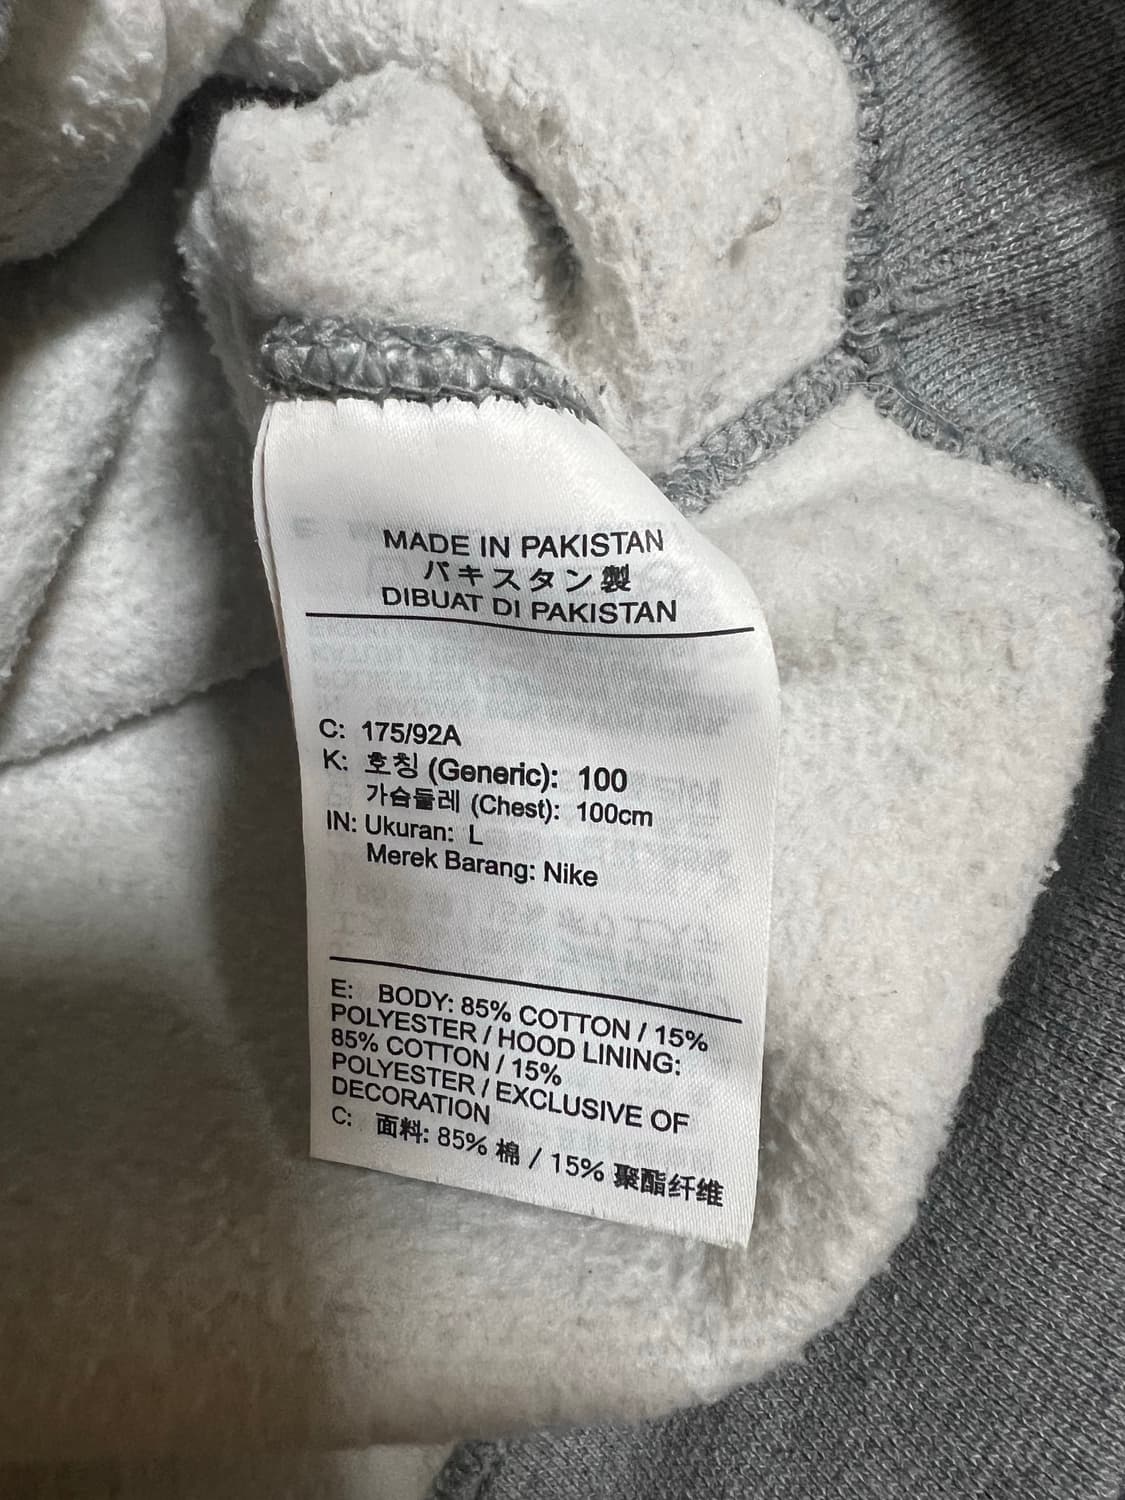 MADE IN PAKISTAN
パキスタン製
DIBUAT DI PAKISTAN
C: 175/92A
K: 호칭 (Generic): 100
가슴둘레 (Chest): 100cm
IN: Ukuran: L
Merek Barang: Nike
E: BODY: 85% COTTON / 15%
POLYESTER / HOOD LINING:
85% COTTON / 15%
POLYESTER / EXCLUSIVE OF
DECORATION
C: 面料: 85% 棉 / 15% 聚酯纤维